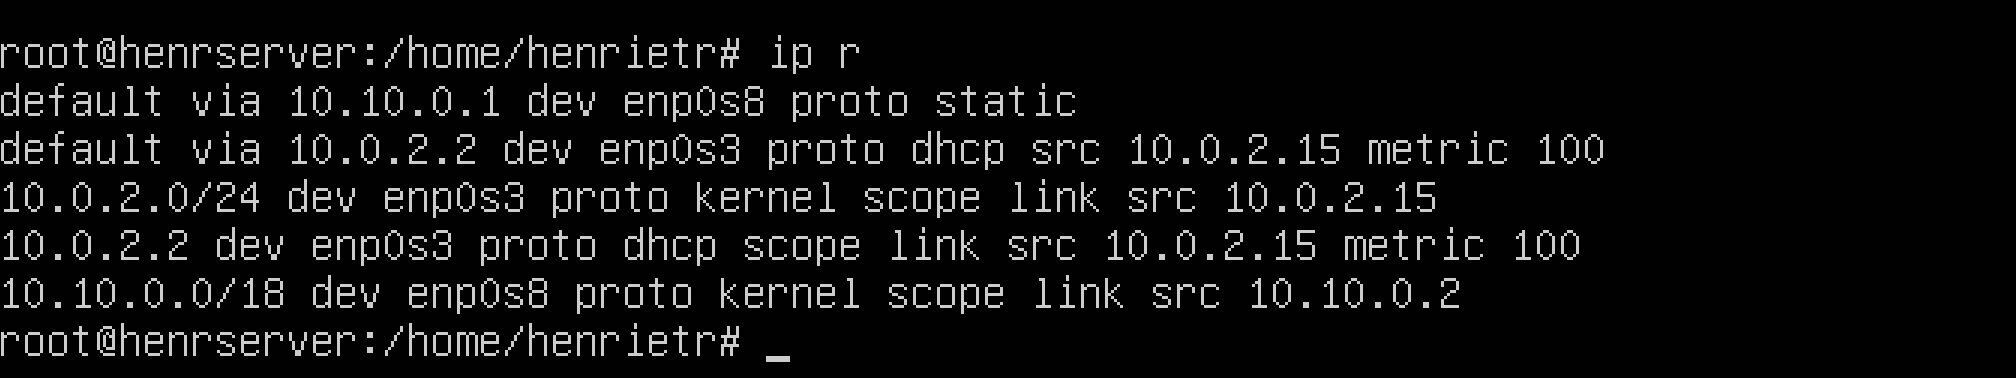 root@henrserver:/home/henrietr# ip r
default via 10.10.0.1 dev enp0s8 proto static
default via 10.0.2.2 dev enp0s3 proto dhcp src 10.0.2.15 metric 100
10.0.2.0/24 dev enp0s3 proto kernel scope link src 10.0.2.15
10.0.2.2 dev enp0s3 proto dhcp scope link src 10.0.2.15 metric 100
10.10.0.0/18 dev enp0s8 proto kernel scope link src 10.10.0.2
root@henrserver:/home/henrietr# _